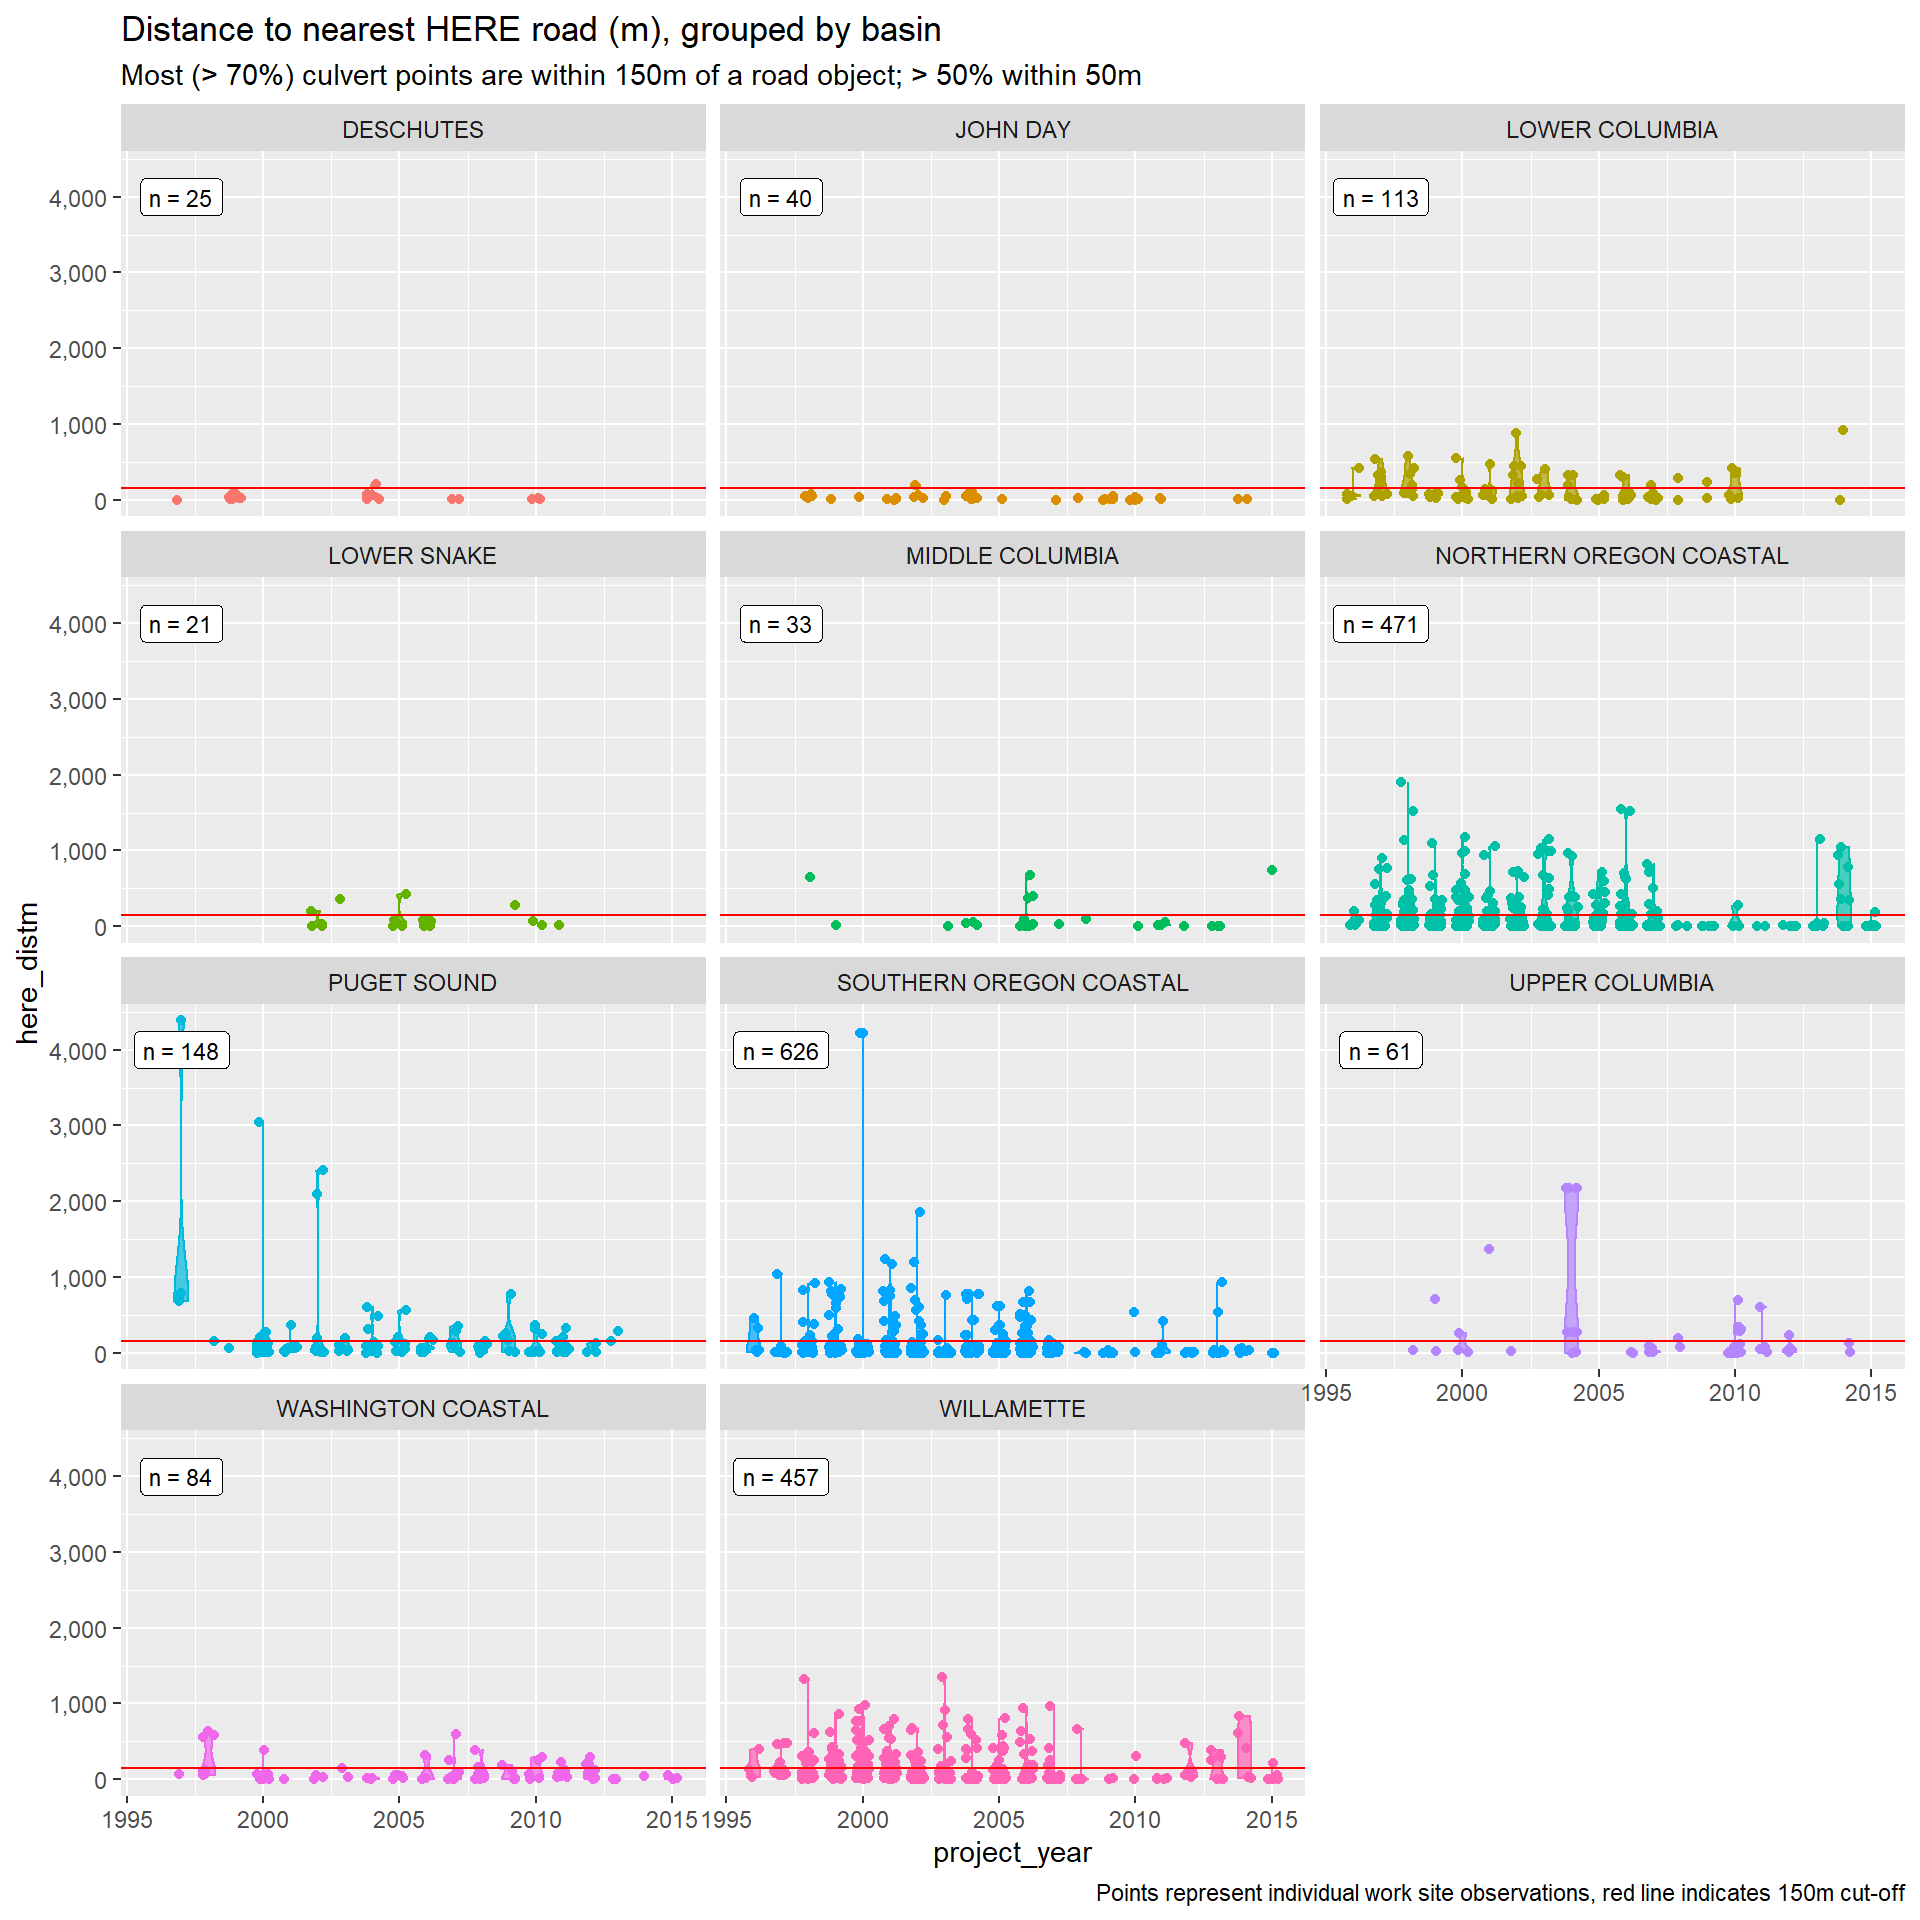 Distance to nearest HERE road (m), grouped by basin
Most (> 70%) culvert points are within 150m of a road object; > 50% within 50m
DESCHUTES
JOHN DAY
LOWER COLUMBIA
n = 25
n = 40
n = 113
4,000
3,000
2,000
1,000
0
LOWER SNAKE
MIDDLE COLUMBIA
NORTHERN OREGON COASTAL
n = 21
n = 33
n = 471
4,000
3,000
2,000
1,000
0
here_distm
PUGET SOUND
SOUTHERN OREGON COASTAL
UPPER COLUMBIA
n = 148
n = 626
n = 61
4,000
3,000
2,000
1,000
0
1995 2000 2005 2010 2015
WASHINGTON COASTAL
WILLAMETTE
n = 84
n = 457
4,000
3,000
2,000
1,000
0
1995 2000 2005 2010 2015
1995 2000 2005 2010 2015
project_year
Points represent individual work site observations, red line indicates 150m cut-off